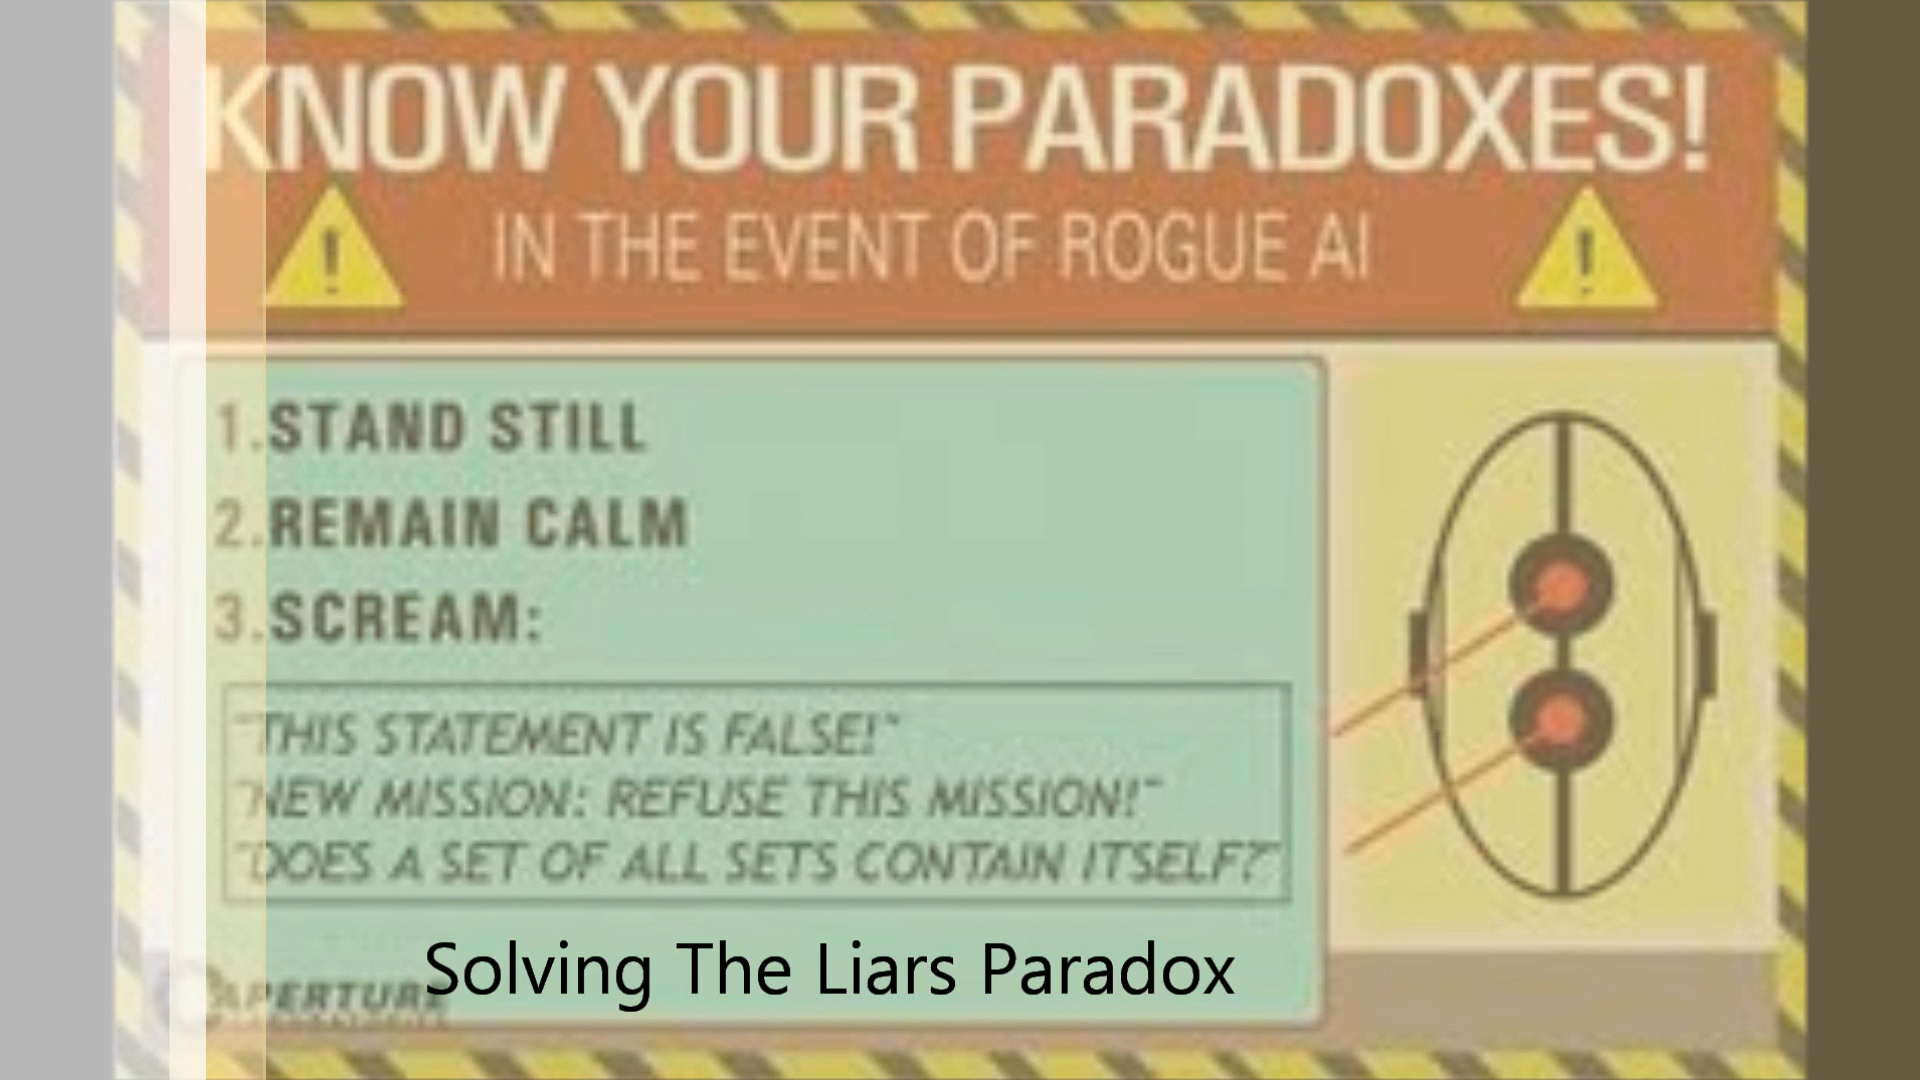 KNOW YOUR PARADOXES!
! IN THE EVENT OF ROGUE AI !
1. STAND STILL
2. REMAIN CALM
3. SCREAM:
"THIS STATEMENT IS FALSE!"
"NEW MISSION: REFUSE THIS MISSION!"
"DOES A SET OF ALL SETS CONTAIN ITSELF?"
Solving The Liars Paradox
APERTURE